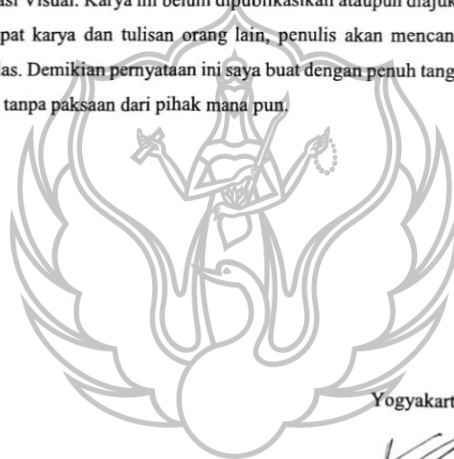 asi Visual. Karya ini belum dipublikasikan ataupun diajuk
pat karya dan tulisan orang lain, penulis akan mencan
las. Demikian pernyataan ini saya buat dengan penuh tang
tanpa paksaan dari pihak mana pun.
Yogyakart